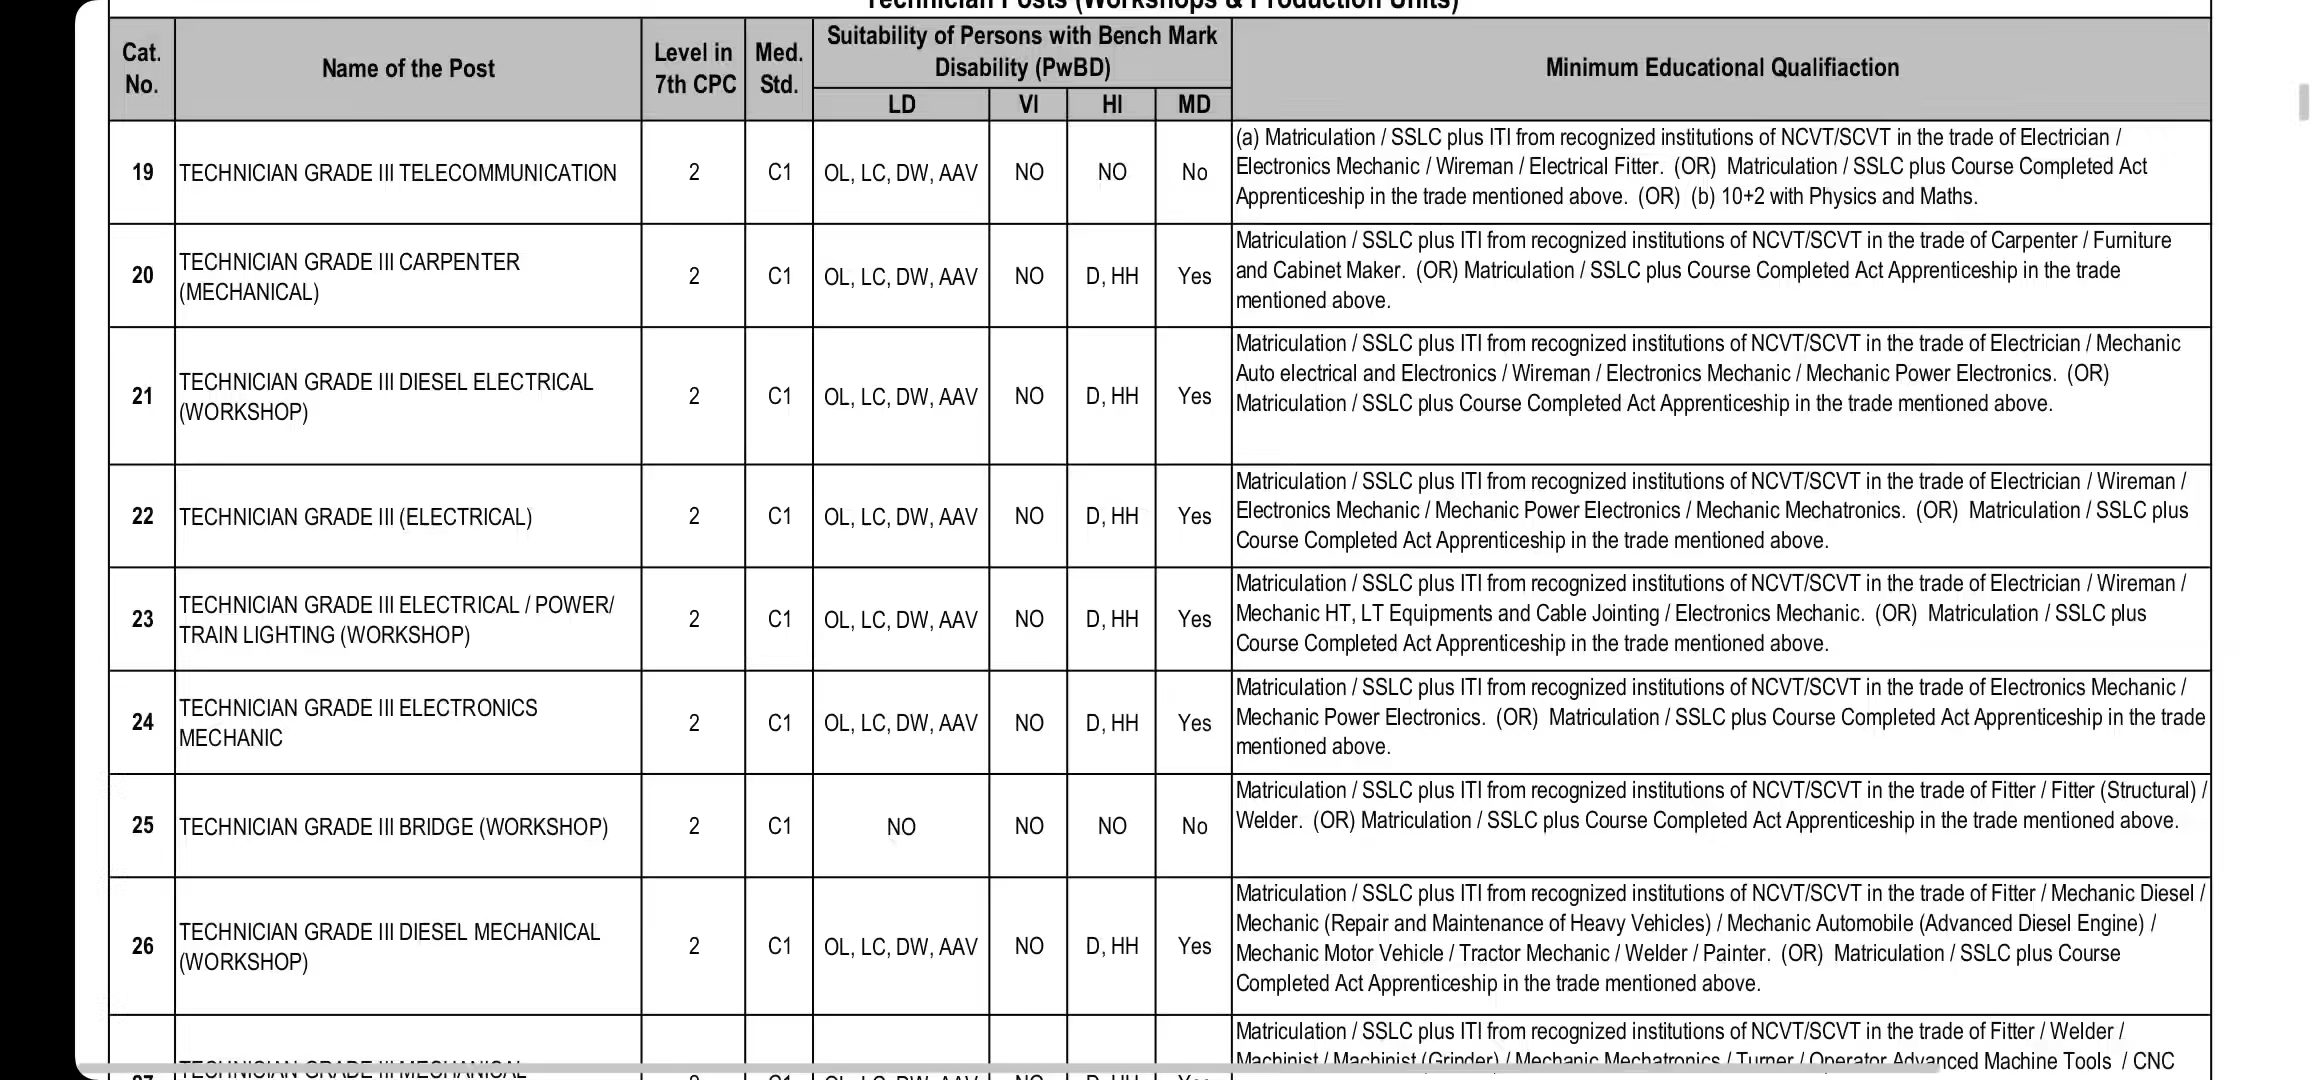 Technician Posts (Workshops & Production Units)
Cat. No.
Name of the Post
Level in 7th CPC
Med. Std.
Suitability of Persons with Bench Mark Disability (PwBD)
LD
VI
HI
MD
Minimum Educational Qualifiaction
19
TECHNICIAN GRADE III TELECOMMUNICATION
2
C1
OL, LC, DW, AAV
NO
NO
No
(a) Matriculation / SSLC plus ITI from recognized institutions of NCVT/SCVT in the trade of Electrician /
Electronics Mechanic / Wireman / Electrical Fitter. (OR) Matriculation / SSLC plus Course Completed Act
Apprenticeship in the trade mentioned above. (OR) (b) 10+2 with Physics and Maths.
20
TECHNICIAN GRADE III CARPENTER
(MECHANICAL)
2
C1
OL, LC, DW, AAV
NO
D, HH
Yes
Matriculation / SSLC plus ITI from recognized institutions of NCVT/SCVT in the trade of Carpenter / Furniture
and Cabinet Maker. (OR) Matriculation / SSLC plus Course Completed Act Apprenticeship in the trade
mentioned above.
21
TECHNICIAN GRADE III DIESEL ELECTRICAL
(WORKSHOP)
2
C1
OL, LC, DW, AAV
NO
D, HH
Yes
Matriculation / SSLC plus ITI from recognized institutions of NCVT/SCVT in the trade of Electrician / Mechanic
Auto electrical and Electronics / Wireman / Electronics Mechanic / Mechanic Power Electronics. (OR)
Matriculation / SSLC plus Course Completed Act Apprenticeship in the trade mentioned above.
22
TECHNICIAN GRADE III (ELECTRICAL)
2
C1
OL, LC, DW, AAV
NO
D, HH
Yes
Matriculation / SSLC plus ITI from recognized institutions of NCVT/SCVT in the trade of Electrician / Wireman /
Electronics Mechanic / Mechanic Power Electronics / Mechanic Mechatronics. (OR) Matriculation / SSLC plus
Course Completed Act Apprenticeship in the trade mentioned above.
23
TECHNICIAN GRADE III ELECTRICAL / POWER/
TRAIN LIGHTING (WORKSHOP)
2
C1
OL, LC, DW, AAV
NO
D, HH
Yes
Matriculation / SSLC plus ITI from recognized institutions of NCVT/SCVT in the trade of Electrician / Wireman /
Mechanic HT, LT Equipments and Cable Jointing / Electronics Mechanic. (OR) Matriculation / SSLC plus
Course Completed Act Apprenticeship in the trade mentioned above.
24
TECHNICIAN GRADE III ELECTRONICS
MECHANIC
2
C1
OL, LC, DW, AAV
NO
D, HH
Yes
Matriculation / SSLC plus ITI from recognized institutions of NCVT/SCVT in the trade of Electronics Mechanic /
Mechanic Power Electronics. (OR) Matriculation / SSLC plus Course Completed Act Apprenticeship in the trade
mentioned above.
25
TECHNICIAN GRADE III BRIDGE (WORKSHOP)
2
C1
NO
NO
NO
No
Matriculation / SSLC plus ITI from recognized institutions of NCVT/SCVT in the trade of Fitter / Fitter (Structural) /
Welder. (OR) Matriculation / SSLC plus Course Completed Act Apprenticeship in the trade mentioned above.
26
TECHNICIAN GRADE III DIESEL MECHANICAL
(WORKSHOP)
2
C1
OL, LC, DW, AAV
NO
D, HH
Yes
Matriculation / SSLC plus ITI from recognized institutions of NCVT/SCVT in the trade of Fitter / Mechanic Diesel /
Mechanic (Repair and Maintenance of Heavy Vehicles) / Mechanic Automobile (Advanced Diesel Engine) /
Mechanic Motor Vehicle / Tractor Mechanic / Welder / Painter. (OR) Matriculation / SSLC plus Course
Completed Act Apprenticeship in the trade mentioned above.
27
TECHNICIAN GRADE III MECHANICAL
2
C1
OL, LC, DW, AAV
NO
D, HH
Yes
Matriculation / SSLC plus ITI from recognized institutions of NCVT/SCVT in the trade of Fitter / Welder /
Machinist / Machinist (Grinder) / Mechanic Mechatronics / Turner / Operator Advanced Machine Tools / CNC